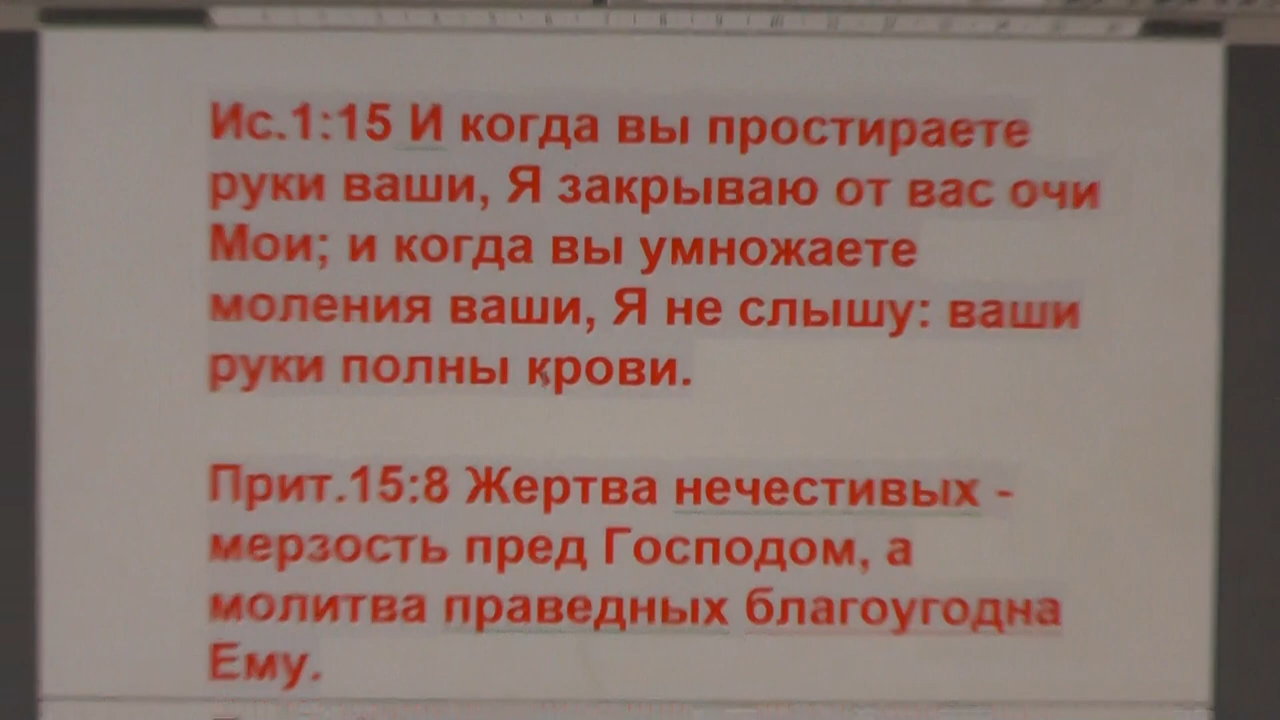 Ис.1:15 И когда вы простираете
руки ваши, Я закрываю от вас очи
Мои; и когда вы умножаете
моления ваши, Я не слышу: ваши
руки полны крови.
Прит.15:8 Жертва нечестивых -
мерзость пред Господом, а
молитва праведных благоугодна
Ему.